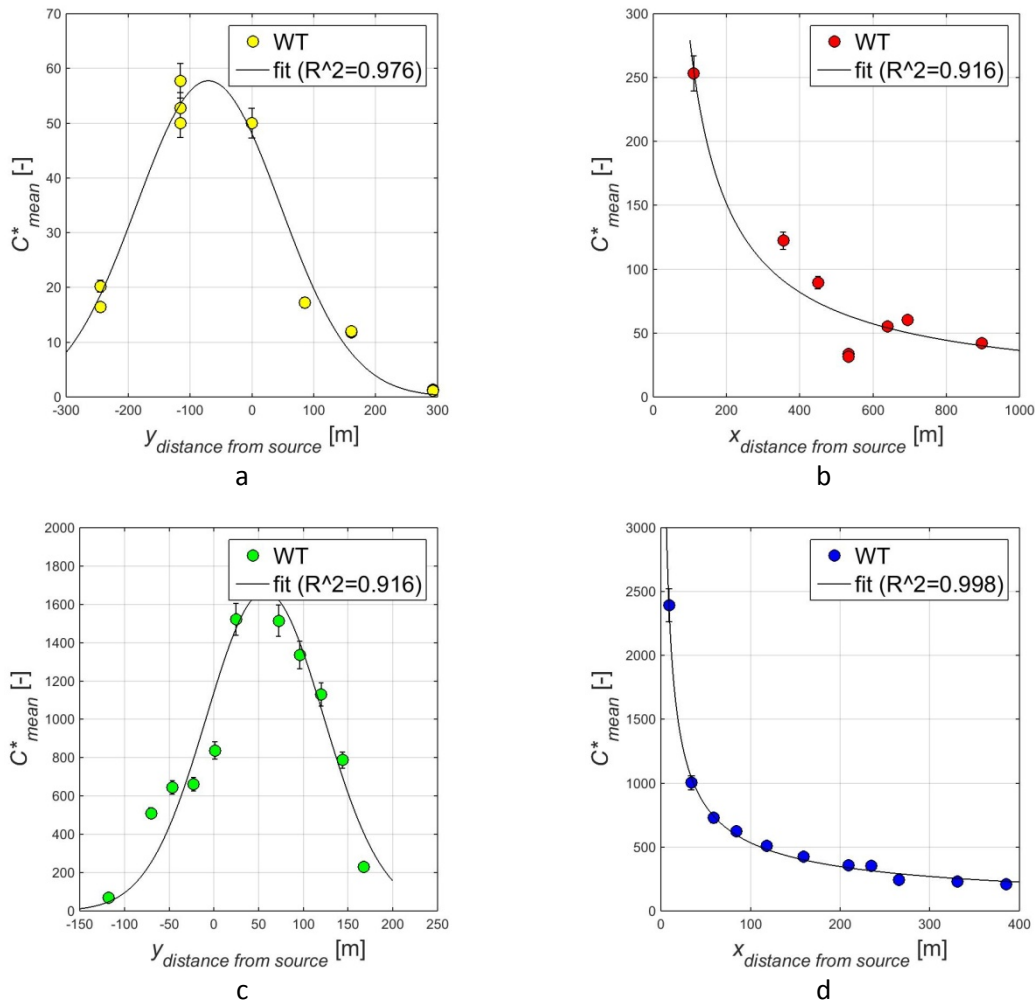 70
60
50
40
30
20
10
0
-300 -200 -100 0 100 200 300
C*mean [-]
y distance from source [m]
WT
fit (R^2=0.976)
a
300
250
200
150
100
50
0
0 200 400 600 800 1000
C*mean [-]
x distance from source [m]
WT
fit (R^2=0.916)
b
2000
1800
1600
1400
1200
1000
800
600
400
200
0
-150 -100 -50 0 50 100 150 200 250
C*mean [-]
y distance from source [m]
WT
fit (R^2=0.916)
c
3000
2500
2000
1500
1000
500
0
0 100 200 300 400
C*mean [-]
x distance from source [m]
WT
fit (R^2=0.998)
d